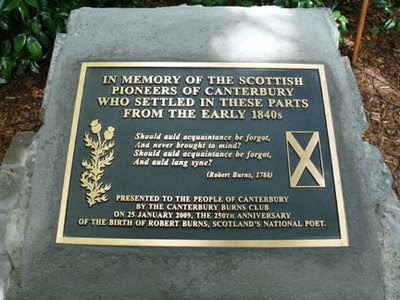 IN MEMORY OF THE SCOTTISH
PIONEERS OF CANTERBURY
WHO SETTLED IN THESE PARTS
FROM THE EARLY 1840s
Should auld acquaintance be forgot,
And never brought to mind?
Should auld acquaintance be forgot,
And auld lang syne?
(Robert Burns, 1788)
PRESENTED TO THE PEOPLE OF CANTERBURY
BY THE CANTERBURY BURNS CLUB
ON 25 JANUARY 2009, THE 250TH ANNIVERSARY
OF THE BIRTH OF ROBERT BURNS, SCOTLAND'S NATIONAL POET.